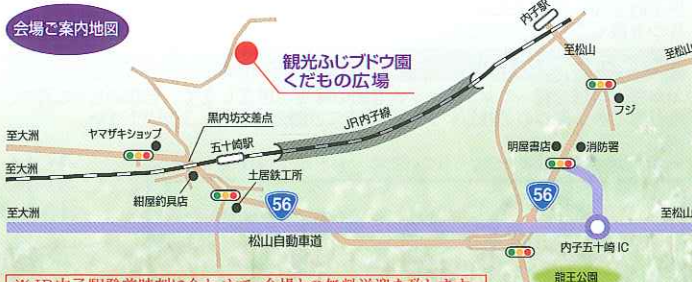 会場ご案内地図
内子駅
至松山
至松山
観光ふじブドウ園
くだもの広場
フジ
JR内子線
黒内坊交差点
至大洲
ヤマザキショップ
五十崎駅
明屋書店
消防署
至大洲
紺屋釣具店
土居鉄工所
56
56
至大洲
松山自動車道
至松山
内子五十崎IC
龍王公園